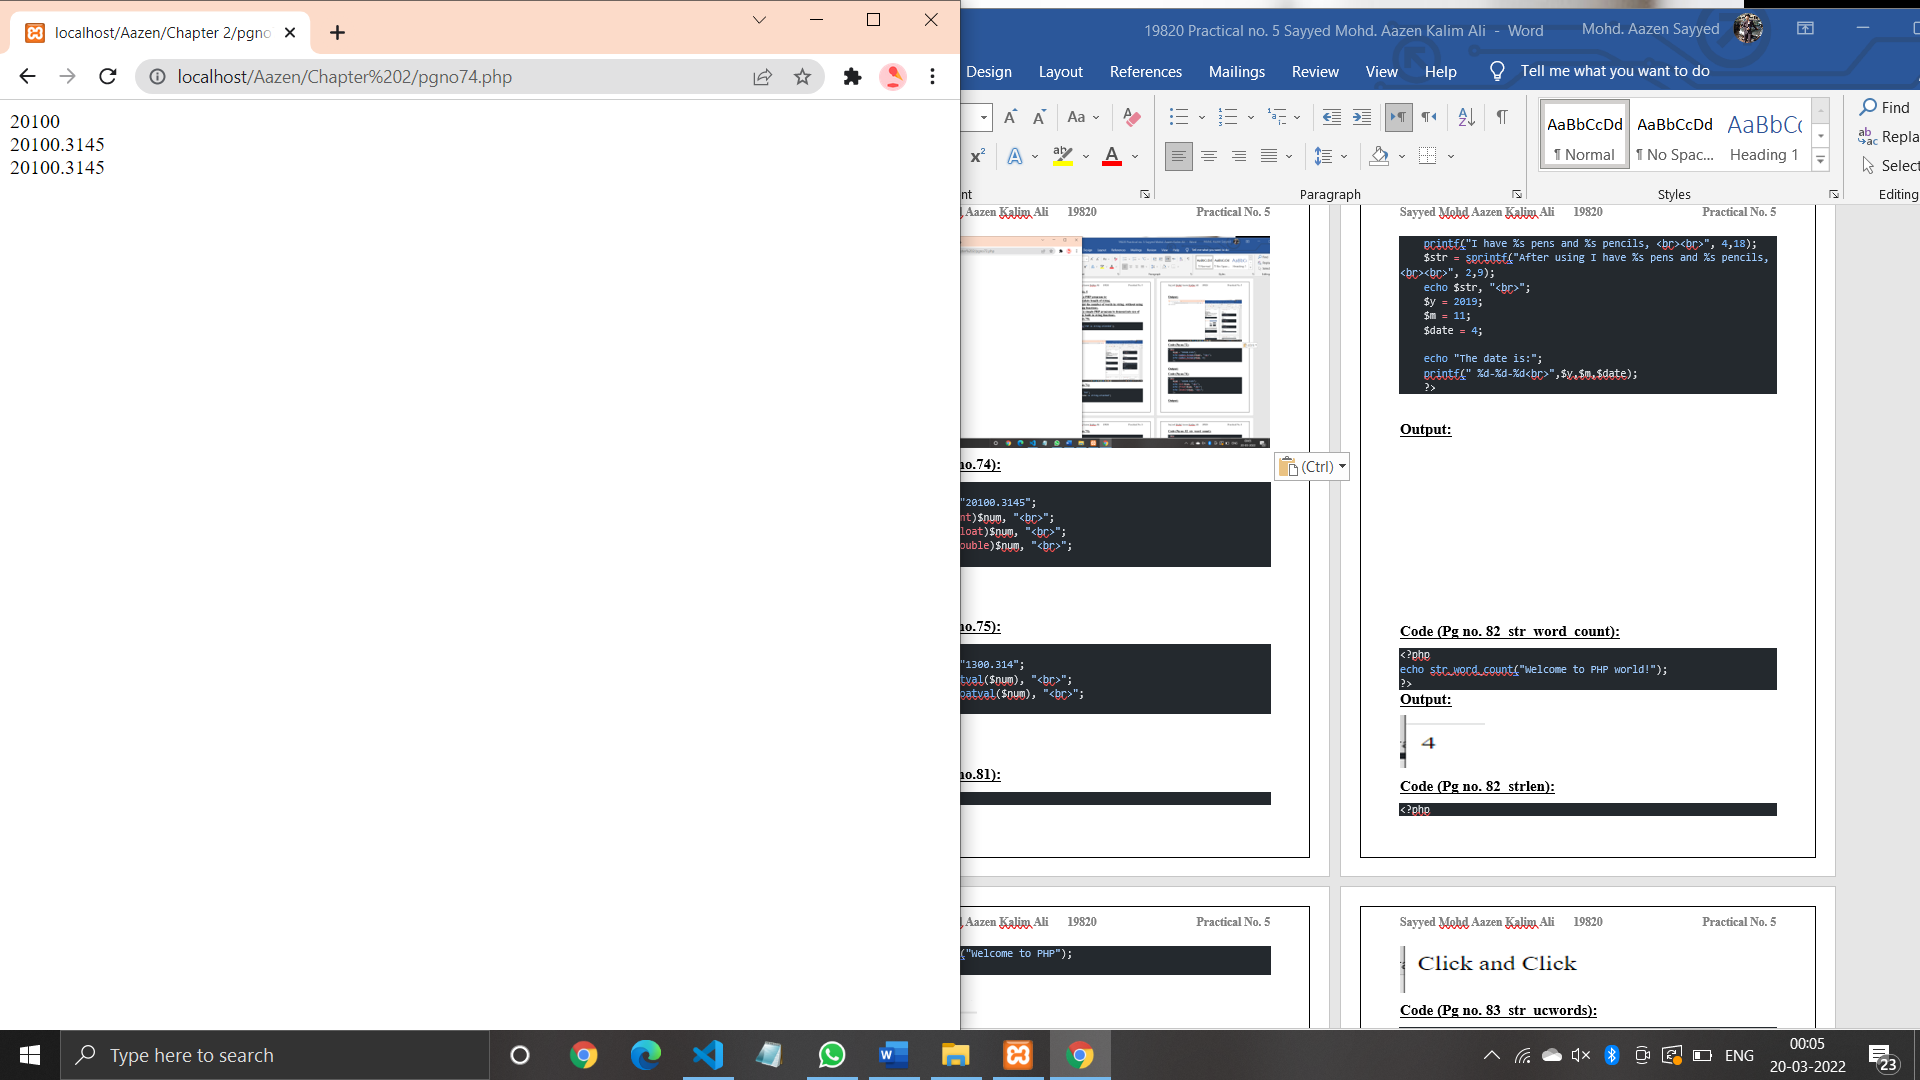 localhost/Aazen/Chapter 2/pgno
localhost/Aazen/Chapter%202/pgno74.php
20100
20100.3145
20100.3145
19820 Practical no. 5 Sayyed Mohd. Aazen Kalim Ali - Word
Mohd. Aazen Sayyed
Design Layout References Mailings Review View Help Tell me what you want to do
Aa
AaBbCcDd AaBbCcDd AaBbCc
¶ Normal ¶ No Spac... Heading 1
Find
Repla
Select
nt Paragraph Styles Editing
Aazen Kalim Ali 19820 Practical No. 5
no.74):
"20100.3145";
nt)$num, "<br>";
loat)$num, "<br>";
ouble)$num, "<br>";
(Ctrl)
no.75):
"1300.314";
tval($num), "<br>";
oatval($num), "<br>";
no.81):
Aazen Kalim Ali 19820 Practical No. 5
("Welcome to PHP");
Sayyed Mohd Aazen Kalim Ali 19820 Practical No. 5
printf("I have %s pens and %s pencils, <br><br>", 4,18);
$str = sprintf("After using I have %s pens and %s pencils,
<br><br>", 2,9);
echo $str, "<br>";
$y = 2019;
$m = 11;
$date = 4;
echo "The date is:";
printf(" %d-%d-%d<br>",$y,$m,$date);
?>
Output:
Code (Pg no. 82 str_word_count):
<?php
echo str_word_count("Welcome to PHP world!");
?>
Output:
4
Code (Pg no. 82 strlen):
<?php
Sayyed Mohd Aazen Kalim Ali 19820 Practical No. 5
Click and Click
Code (Pg no. 83 str_ucwords):
Type here to search
ENG
00:05
20-03-2022
23